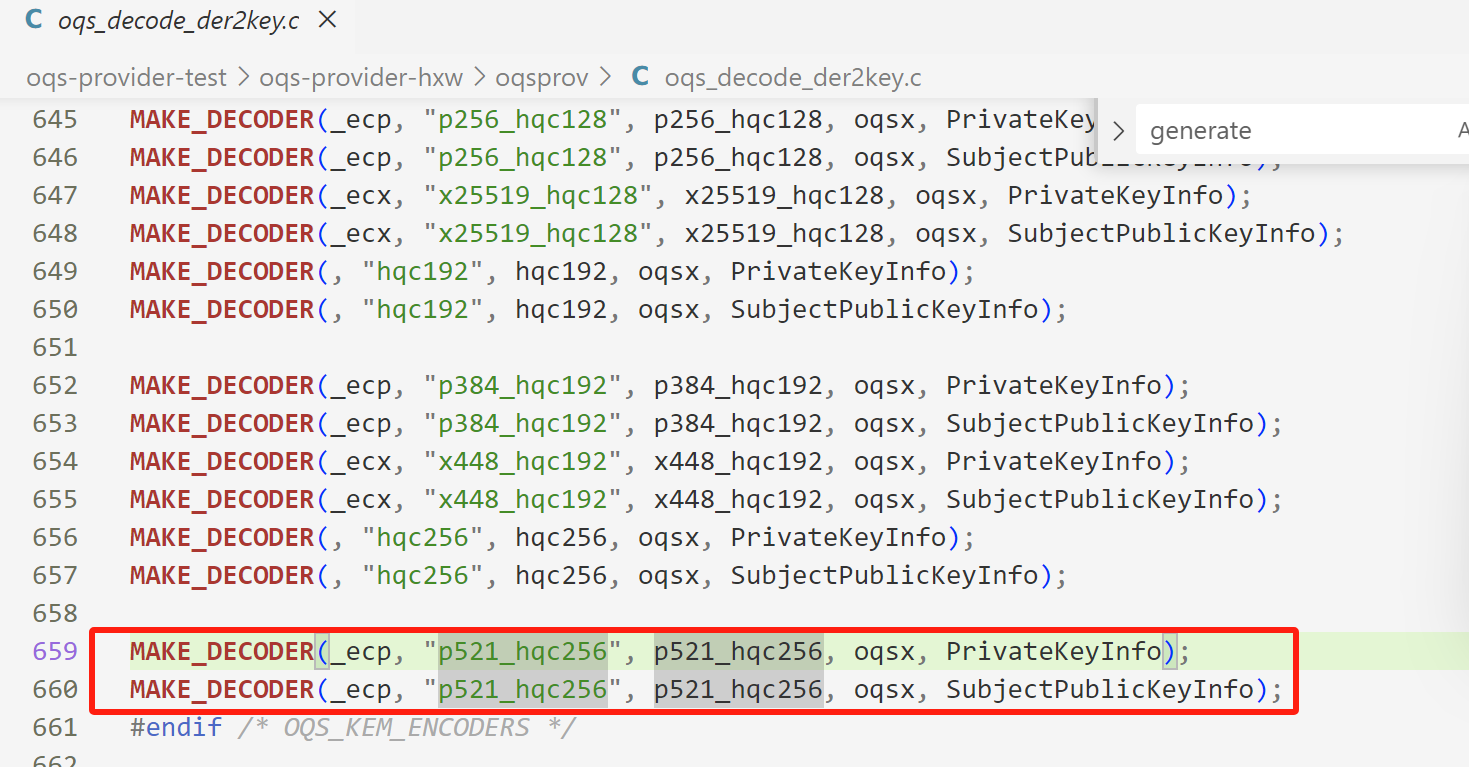 C oqs_decode_der2key.c ×
oqs-provider-test > oqs-provider-hxw > oqsprov > C oqs_decode_der2key.c
> generate A
645 MAKE_DECODER(_ecp, "p256_hqc128", p256_hqc128, oqsx, PrivateKey
646 MAKE_DECODER(_ecp, "p256_hqc128", p256_hqc128, oqsx, SubjectPublicKeyInfo);
647 MAKE_DECODER(_ecx, "x25519_hqc128", x25519_hqc128, oqsx, PrivateKeyInfo);
648 MAKE_DECODER(_ecx, "x25519_hqc128", x25519_hqc128, oqsx, SubjectPublicKeyInfo);
649 MAKE_DECODER(, "hqc192", hqc192, oqsx, PrivateKeyInfo);
650 MAKE_DECODER(, "hqc192", hqc192, oqsx, SubjectPublicKeyInfo);
651
652 MAKE_DECODER(_ecp, "p384_hqc192", p384_hqc192, oqsx, PrivateKeyInfo);
653 MAKE_DECODER(_ecp, "p384_hqc192", p384_hqc192, oqsx, SubjectPublicKeyInfo);
654 MAKE_DECODER(_ecx, "x448_hqc192", x448_hqc192, oqsx, PrivateKeyInfo);
655 MAKE_DECODER(_ecx, "x448_hqc192", x448_hqc192, oqsx, SubjectPublicKeyInfo);
656 MAKE_DECODER(, "hqc256", hqc256, oqsx, PrivateKeyInfo);
657 MAKE_DECODER(, "hqc256", hqc256, oqsx, SubjectPublicKeyInfo);
658
659 MAKE_DECODER(_ecp, "p521_hqc256", p521_hqc256, oqsx, PrivateKeyInfo);
660 MAKE_DECODER(_ecp, "p521_hqc256", p521_hqc256, oqsx, SubjectPublicKeyInfo);
661 #endif /* OQS_KEM_ENCODERS */
662